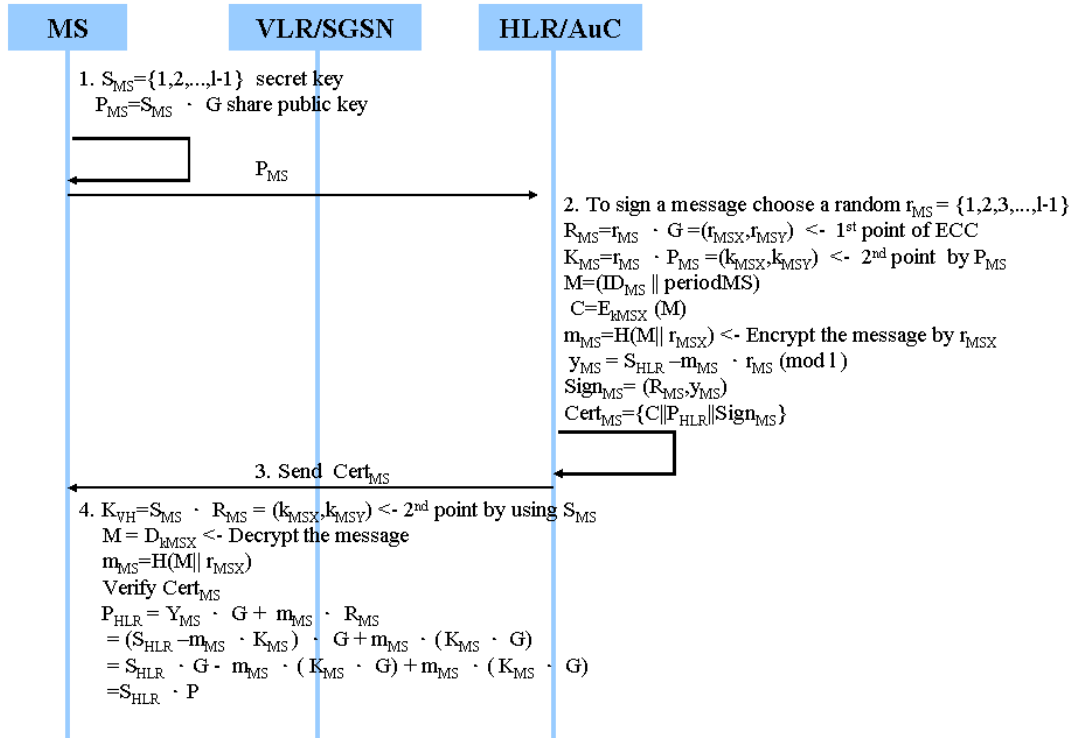 MS VLR/SGSN HLR/AuC
1. S_MS={1,2,...,l-1} secret key
P_MS=S_MS · G share public key
P_MS
2. To sign a message choose a random r_MS = {1,2,3,...,l-1}
R_MS=r_MS · G =(r_MSX,r_MSY) <- 1st point of ECC
K_MS=r_MS · P_MS =(k_MSX,k_MSY) <- 2nd point by P_MS
M=(ID_MS || periodMS)
C=E_kMSX (M)
m_MS=H(M|| r_MSX) <- Encrypt the message by r_MSX
y_MS = S_HLR –m_MS · r_MS (mod l )
Sign_MS= (R_MS,y_MS)
Cert_MS={C||P_HLR||Sign_MS}
3. Send Cert_MS
4. K_VH=S_MS · R_MS = (k_MSX,k_MSY) <- 2nd point by using S_MS
M = D_kMSX <- Decrypt the message
m_MS=H(M|| r_MSX)
Verify Cert_MS
P_HLR = Y_MS · G + m_MS · R_MS
= (S_HLR –m_MS · K_MS) · G + m_MS · (K_MS · G)
= S_HLR · G - m_MS · ( K_MS · G) + m_MS · ( K_MS · G)
=S_HLR · P